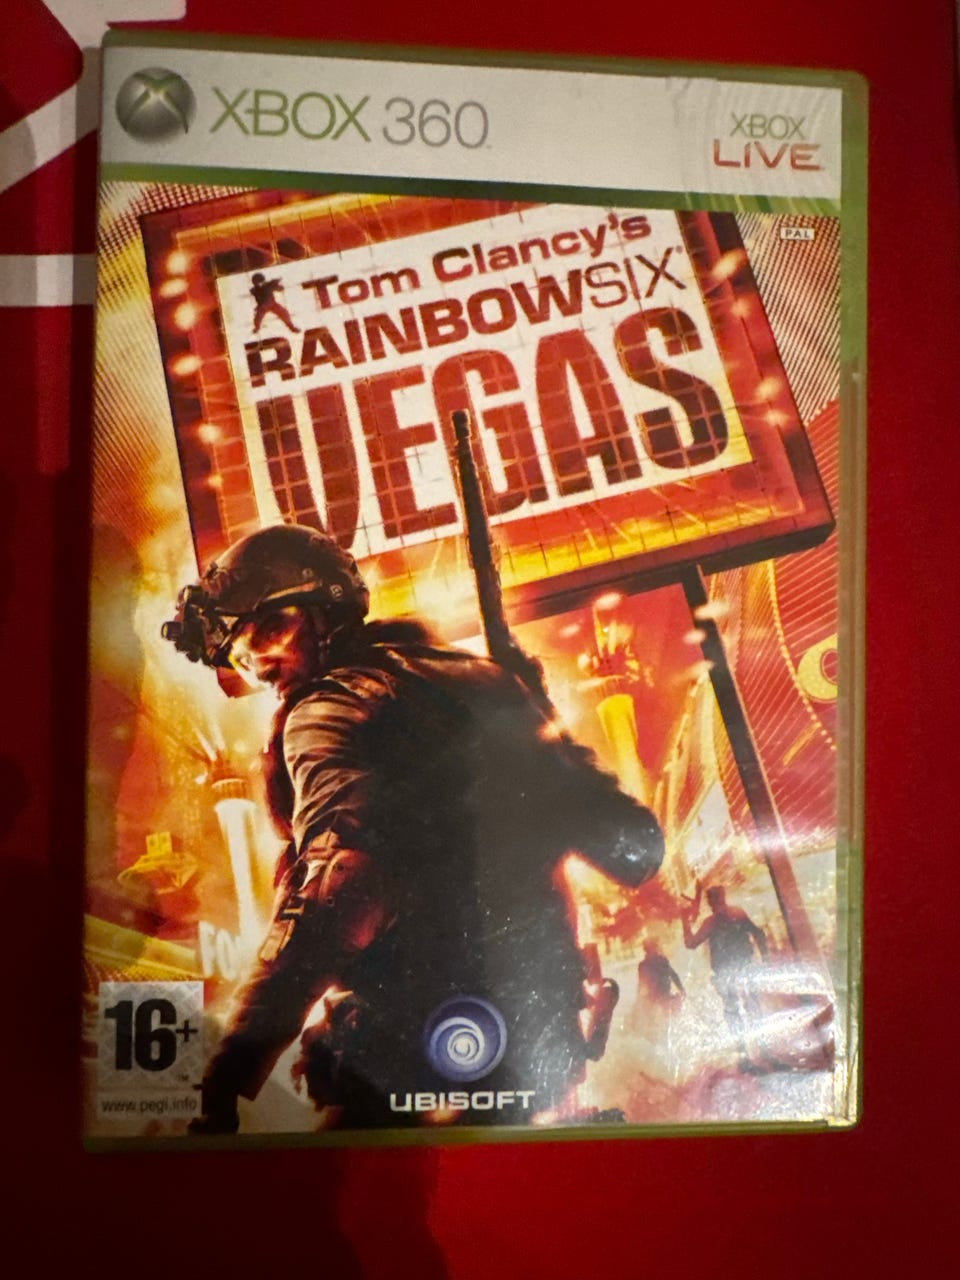 XBOX 360
XBOX
LIVE
PAL
Tom Clancy's
RAINBOWSIX®
VEGAS
16+
www.pegi.info
UBISOFT